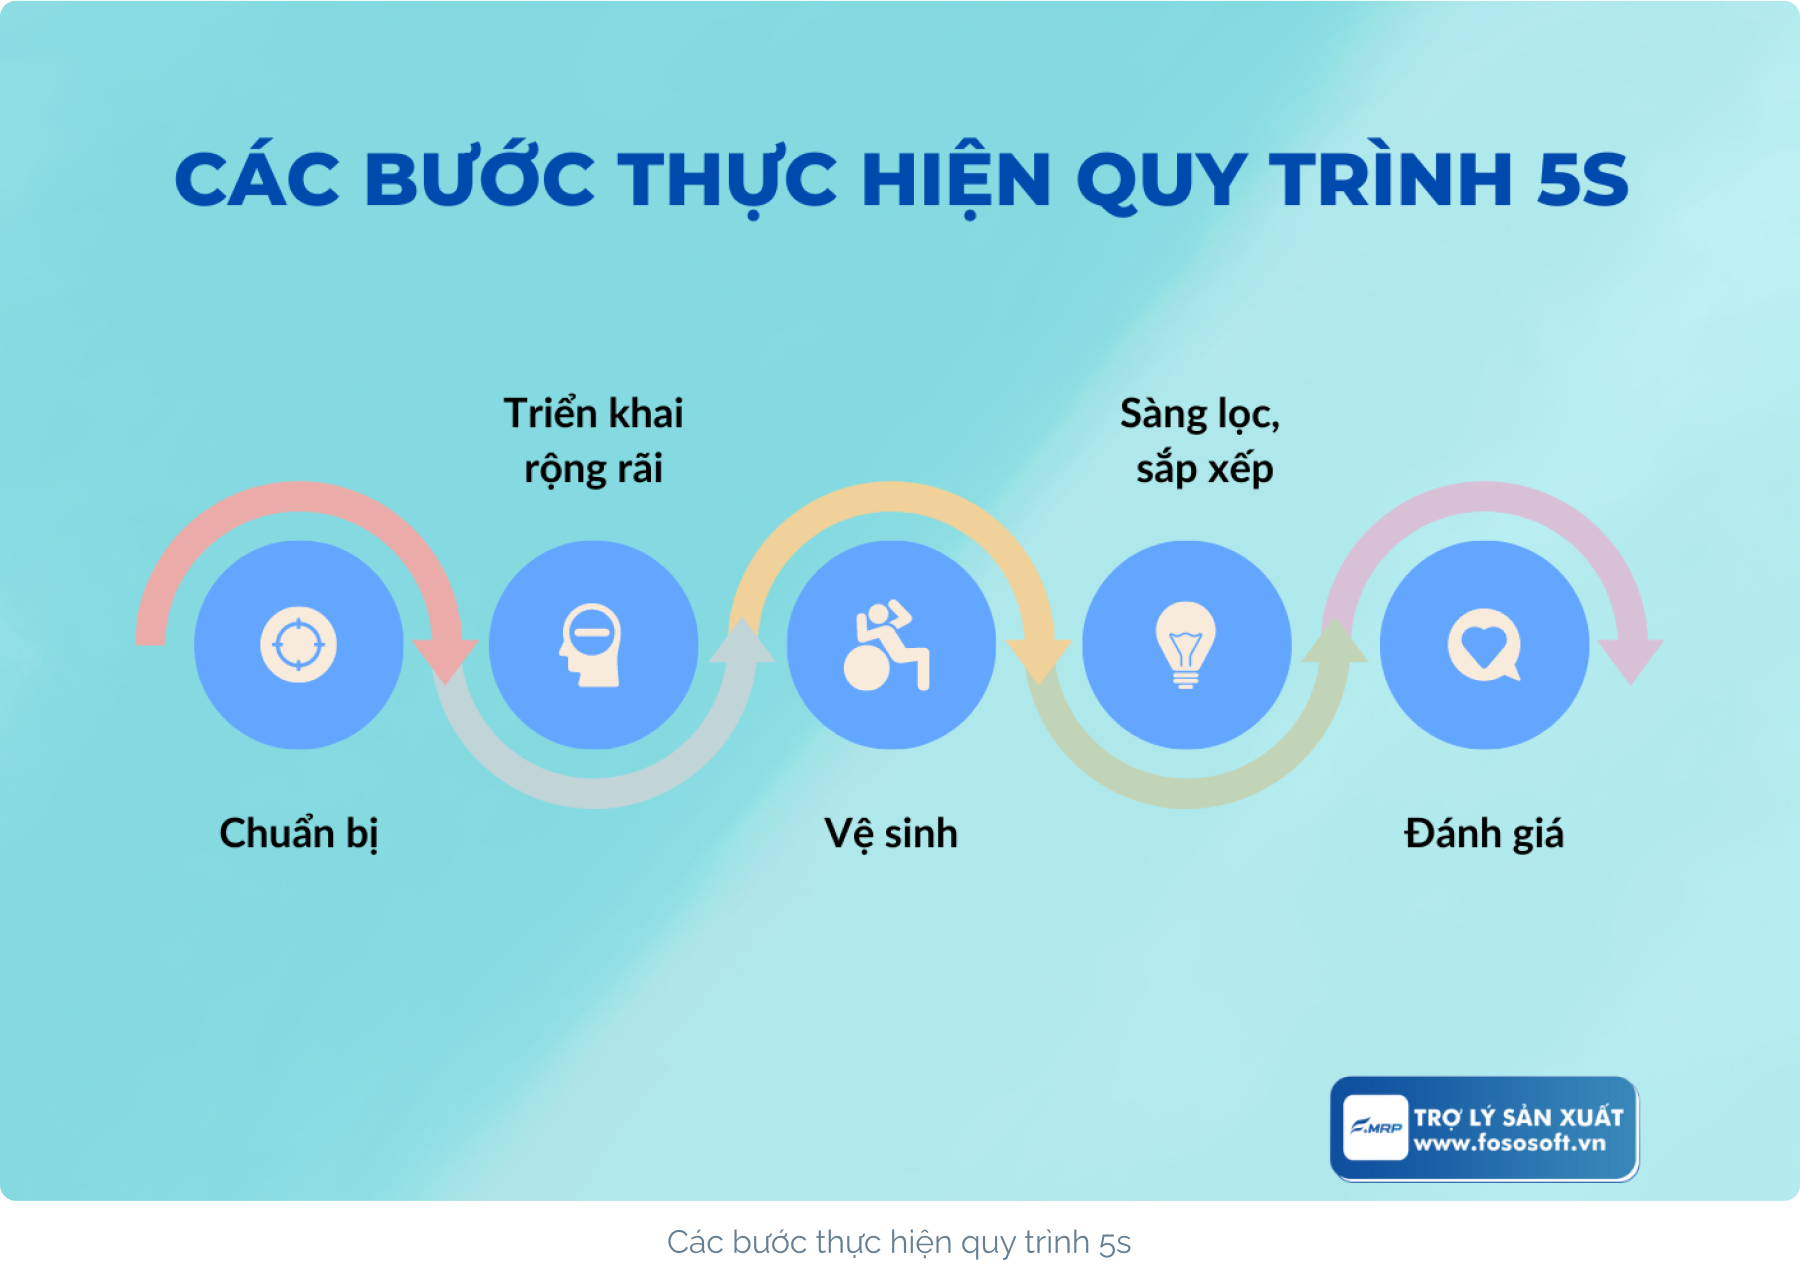 CÁC BƯỚC THỰC HIỆN QUY TRÌNH 5S
Triển khai
rộng rãi
Sàng lọc,
sắp xếp
Chuẩn bị
Vệ sinh
Đánh giá
F.MRP
TRỢ LÝ SẢN XUẤT
www.fososoft.vn
Các bước thực hiện quy trình 5s